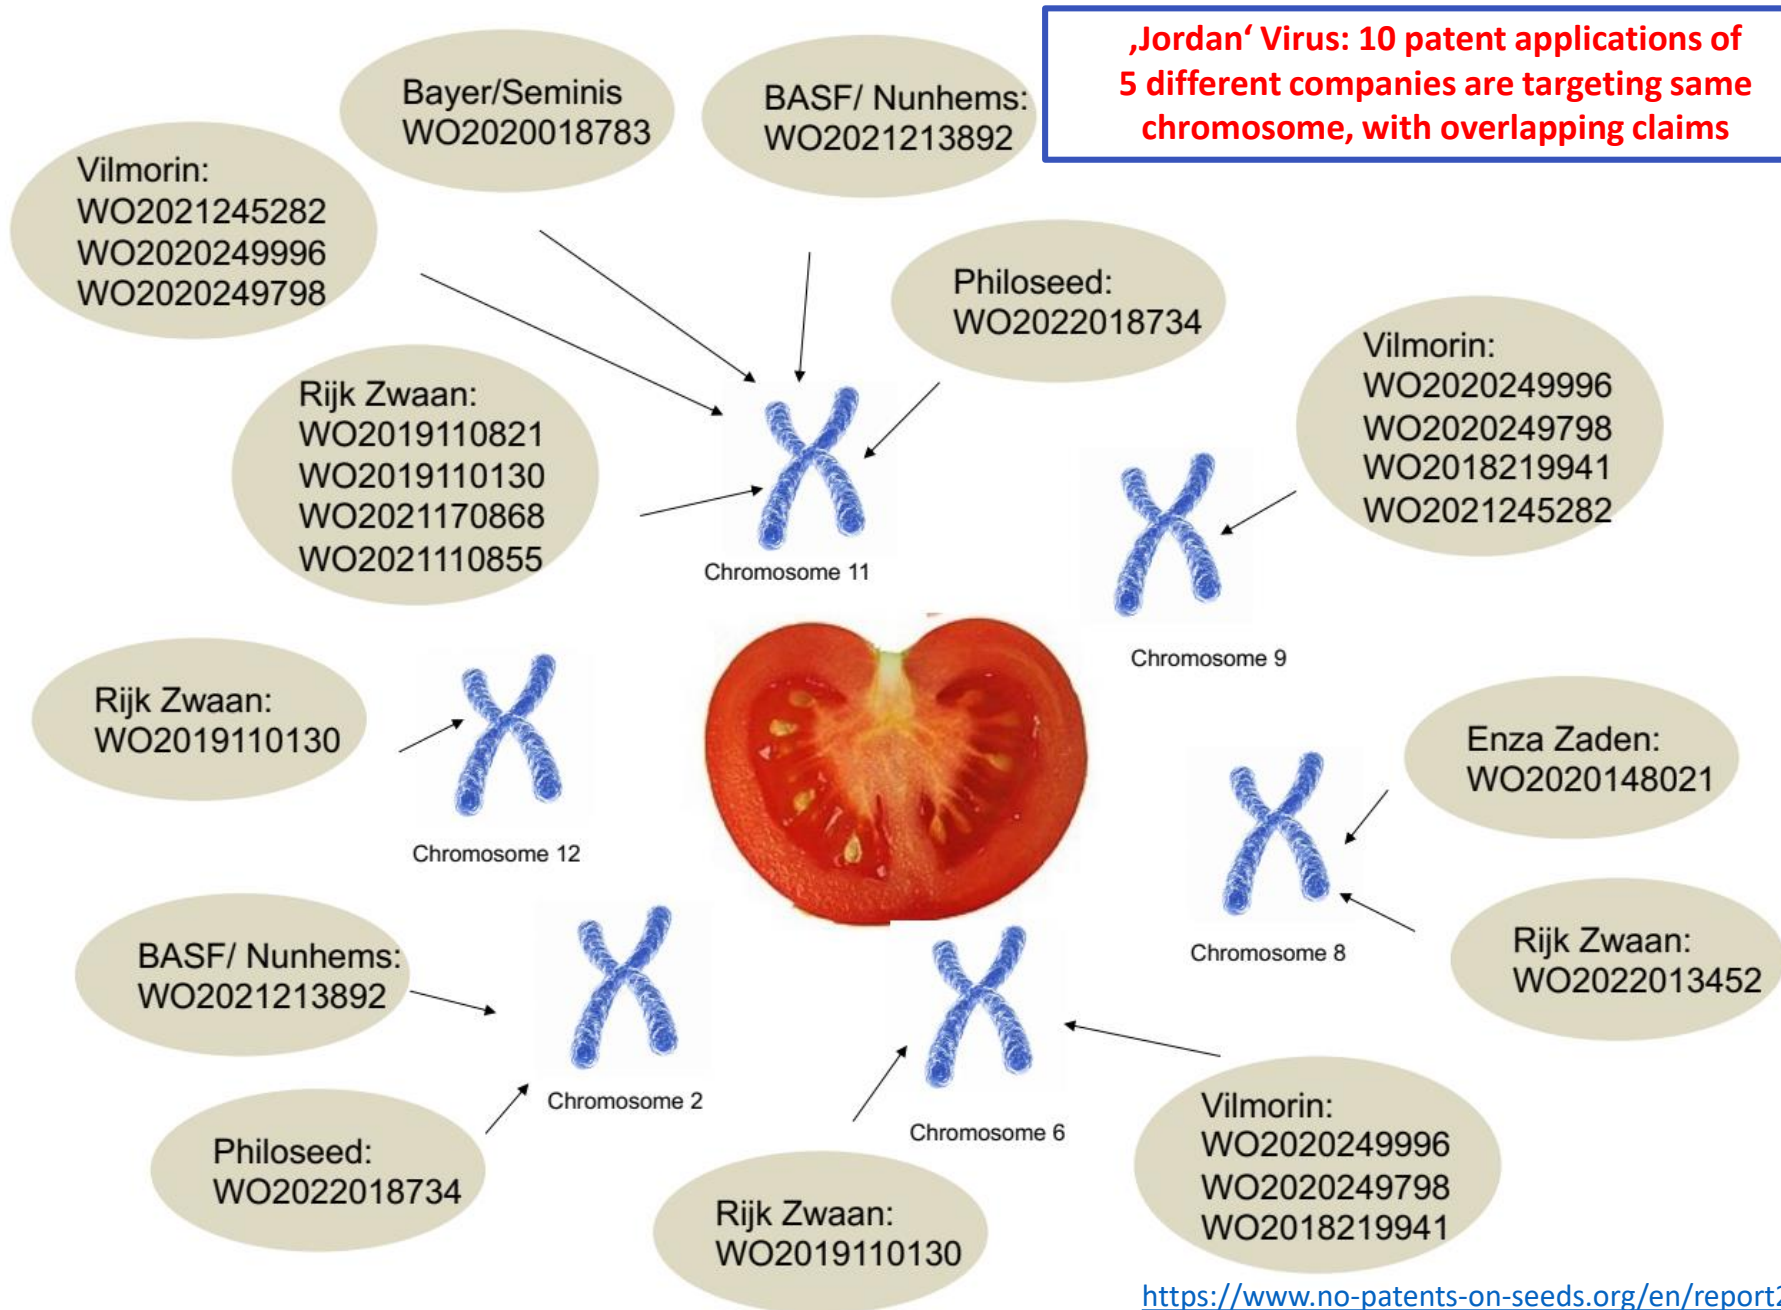 ‚Jordan‘ Virus: 10 patent applications of
5 different companies are targeting same
chromosome, with overlapping claims
Bayer/Seminis
WO2020018783
BASF/ Nunhems:
WO2021213892
Vilmorin:
WO2021245282
WO2020249996
WO2020249798
Philoseed:
WO2022018734
Rijk Zwaan:
WO2019110821
WO2019110130
WO2021170868
WO2021110855
Chromosome 11
Vilmorin:
WO2020249996
WO2020249798
WO2018219941
WO2021245282
Chromosome 9
Rijk Zwaan:
WO2019110130
Chromosome 12
Enza Zaden:
WO2020148021
Rijk Zwaan:
WO2022013452
Chromosome 8
BASF/ Nunhems:
WO2021213892
Philoseed:
WO2022018734
Chromosome 2
Chromosome 6
Rijk Zwaan:
WO2019110130
Vilmorin:
WO2020249996
WO2020249798
WO2018219941
https://www.no-patents-on-seeds.org/en/report2